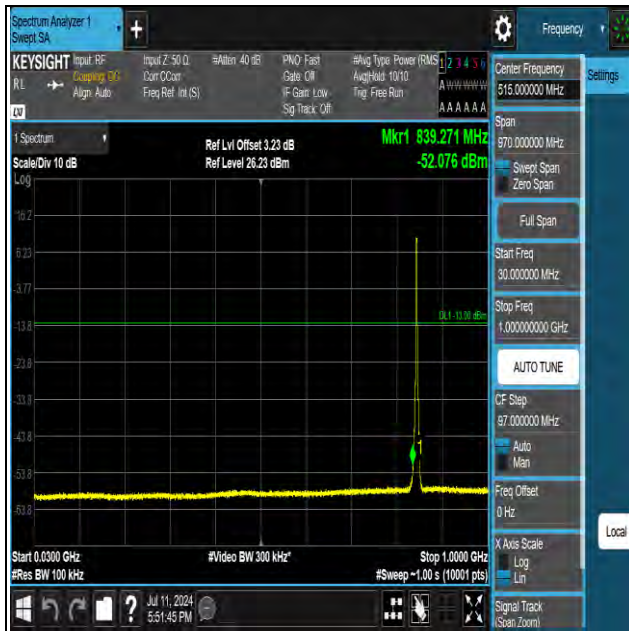 Spectrum Analyzer 1
Swept SA
Frequency
KEYSIGHT
RL
Input: RF
Coupling: DC
Align: Auto
Input Z: 50 Ω
Corr CCorr
Freq Ref: Int (S)
#Atten: 40 dB
PNO: Fast
Gate: Off
IF Gain: Low
Sig Track: Off
#Avg Type: Power (RMS
Avg|Hold: 10/10
Trig: Free Run
1 2 3 4 5 6
A W W W W W
A A A A A A
1 Spectrum
Scale/Div 10 dB
Log
Ref Lvl Offset 3.23 dB
Ref Level 26.23 dBm
Mkr1 839.271 MHz
-52.076 dBm
16.2
6.23
-3.77
-13.8
-23.8
-33.8
-43.8
-53.8
-63.8
DL1 -13.00 dBm
1
Start 0.0300 GHz
#Res BW 100 kHz
#Video BW 300 kHz*
Stop 1.0000 GHz
#Sweep ~1.00 s (10001 pts)
Jul 11, 2024
5:51:45 PM
Center Frequency
515.000000 MHz
Settings
Span
970.000000 MHz
Swept Span
Zero Span
Full Span
Start Freq
30.000000 MHz
Stop Freq
1.000000000 GHz
AUTO TUNE
CF Step
97.000000 MHz
Auto
Man
Freq Offset
0 Hz
Local
X Axis Scale
Log
Lin
Signal Track
(Span Zoom)